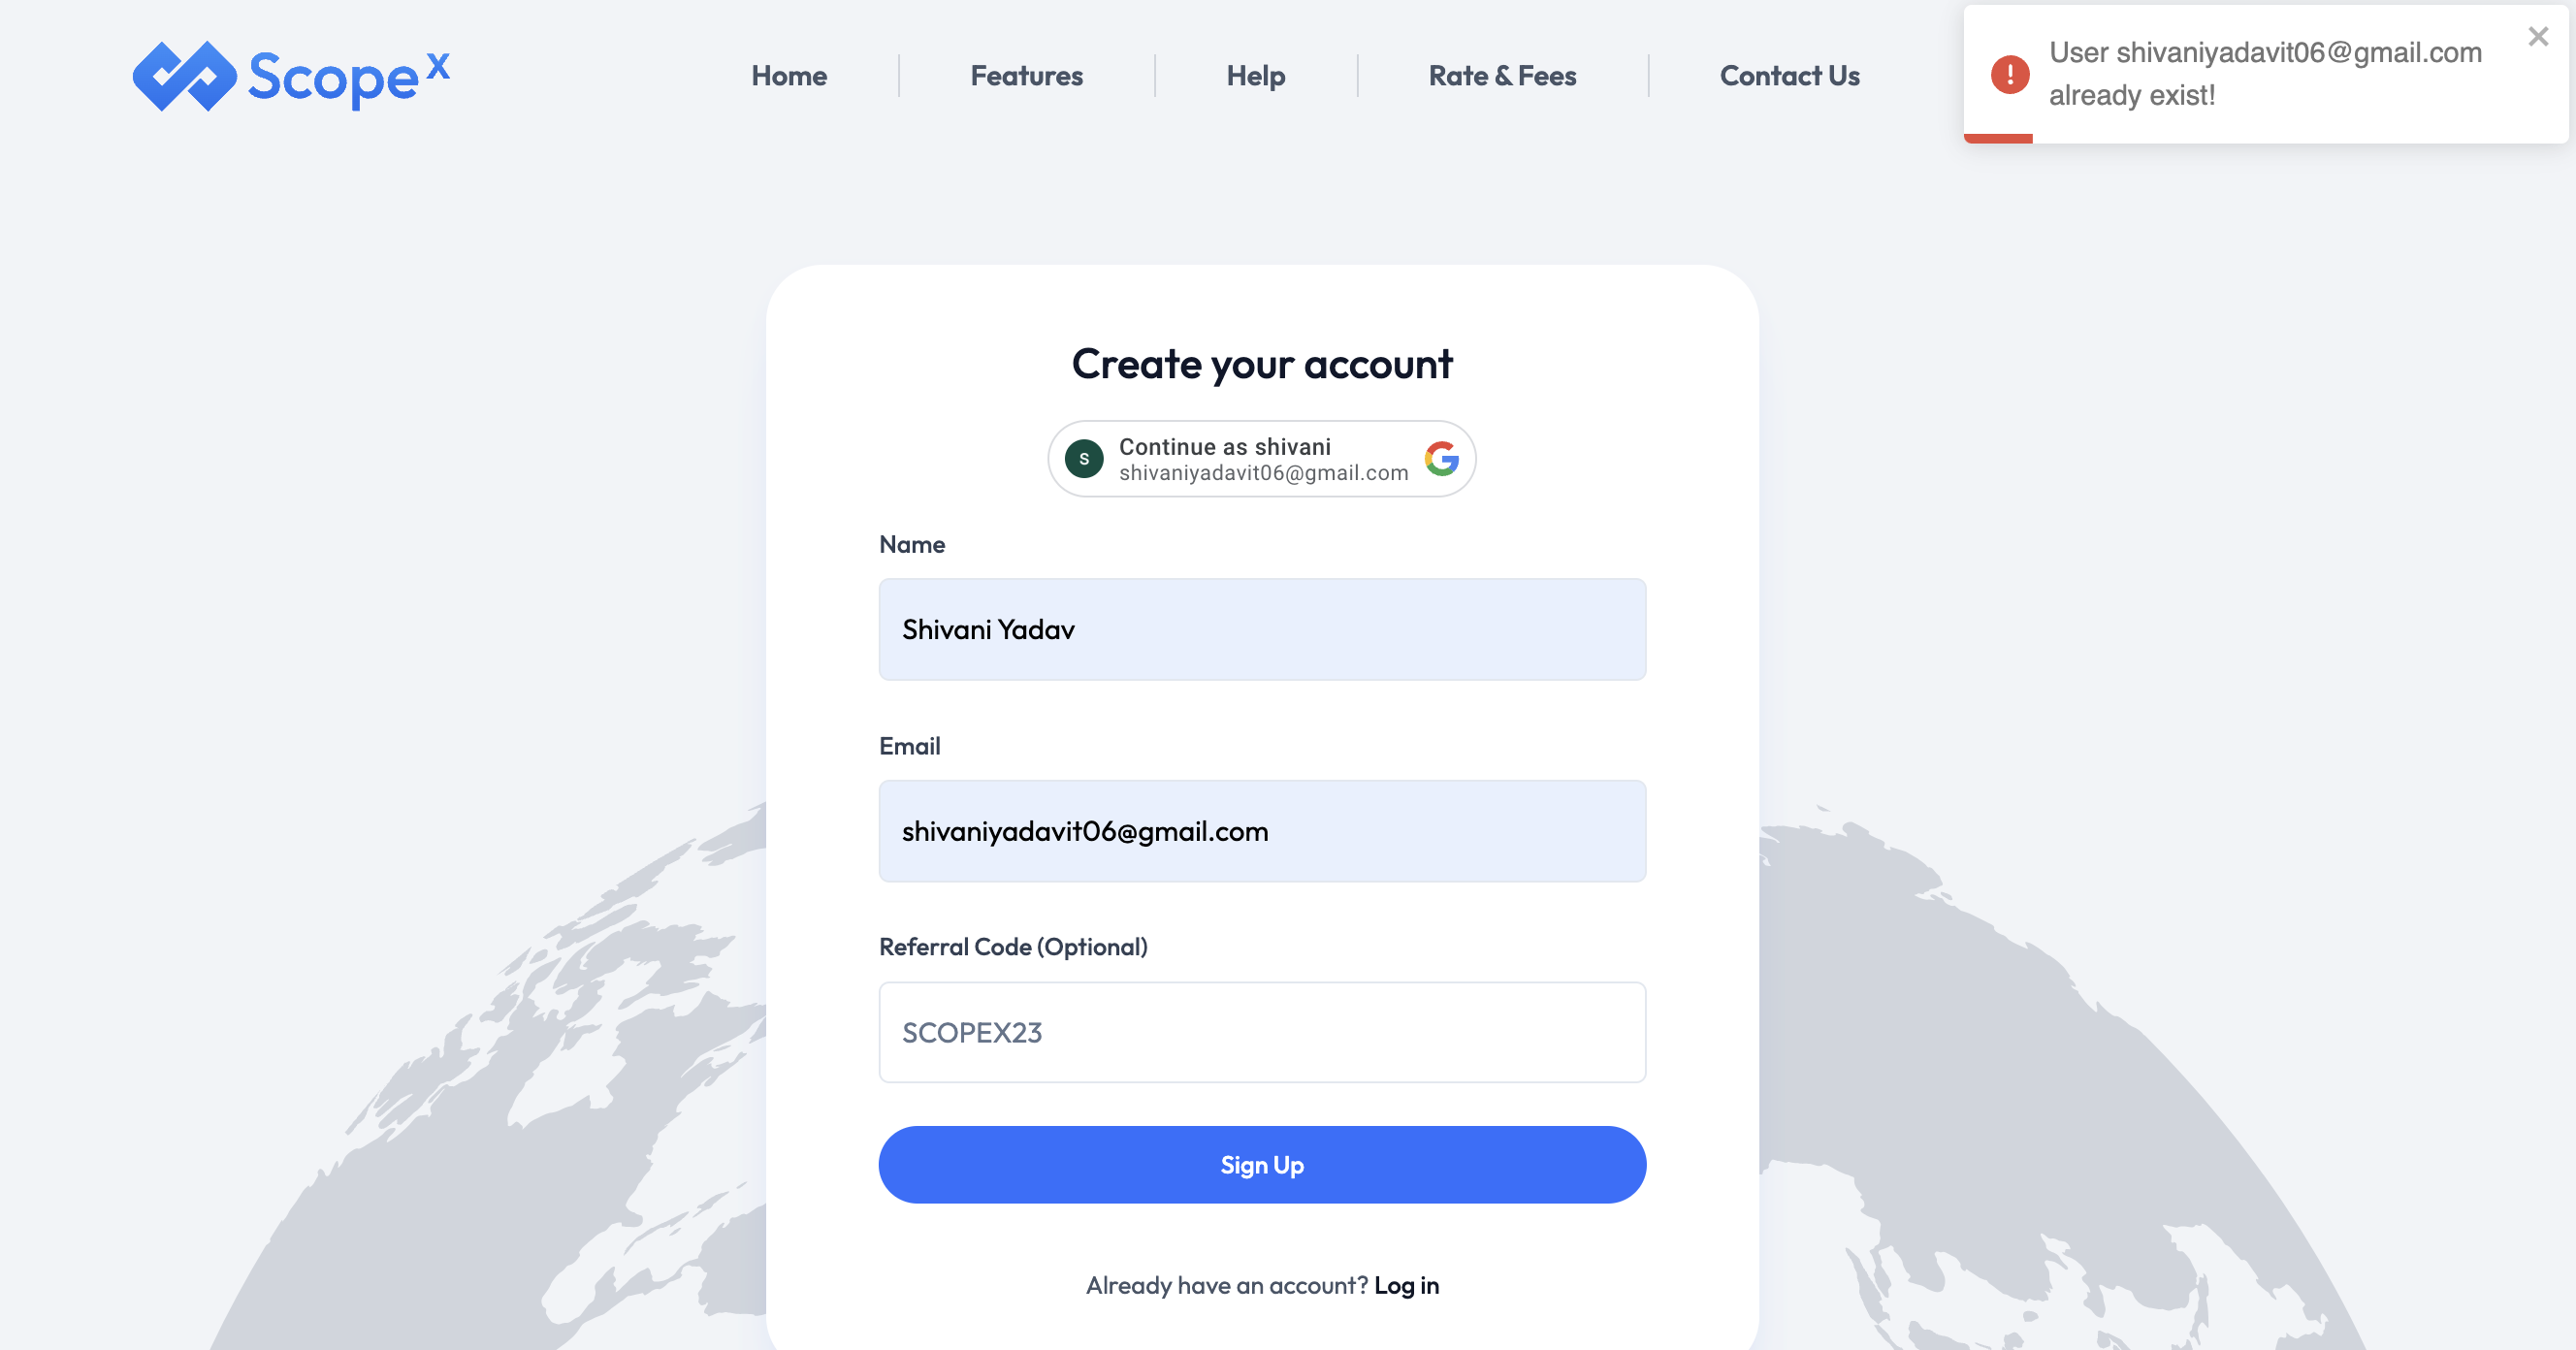 Scope X
Home
Features
Help
Rate & Fees
Contact Us
User shivaniyadavit06@gmail.com
already exist!
Create your account
S
Continue as shivani
shivaniyadavit06@gmail.com
Name
Shivani Yadav
Email
shivaniyadavit06@gmail.com
Referral Code (Optional)
SCOPEX23
Sign Up
Already have an account? Log in